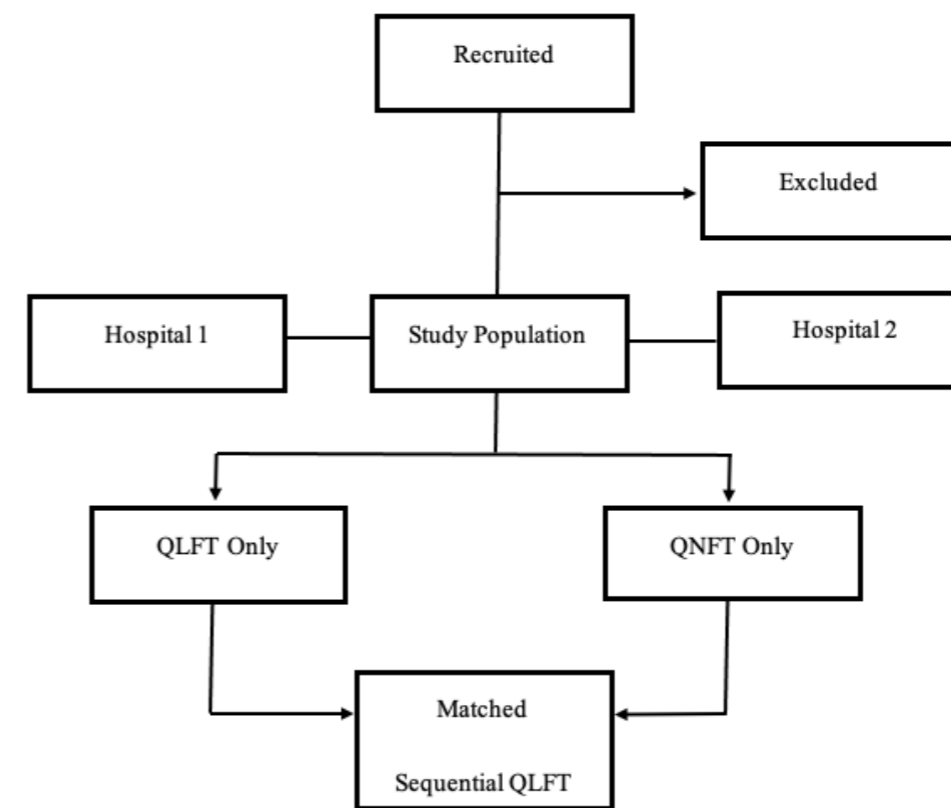 Recruited
Excluded
Hospital 1
Study Population
Hospital 2
QLFT Only
QNFT Only
Matched
Sequential QLFT